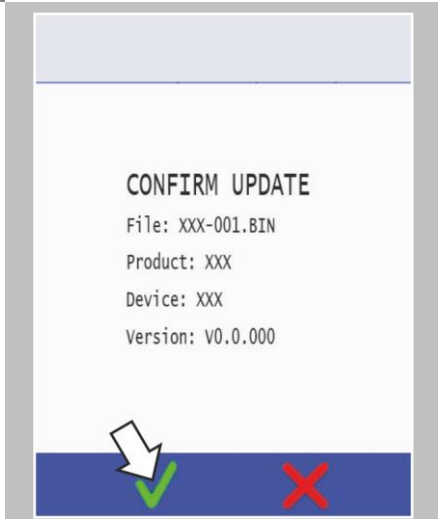 CONFIRM UPDATE
File: XXX-001.BIN
Product: XXX
Device: XXX
Version: V0.0.000